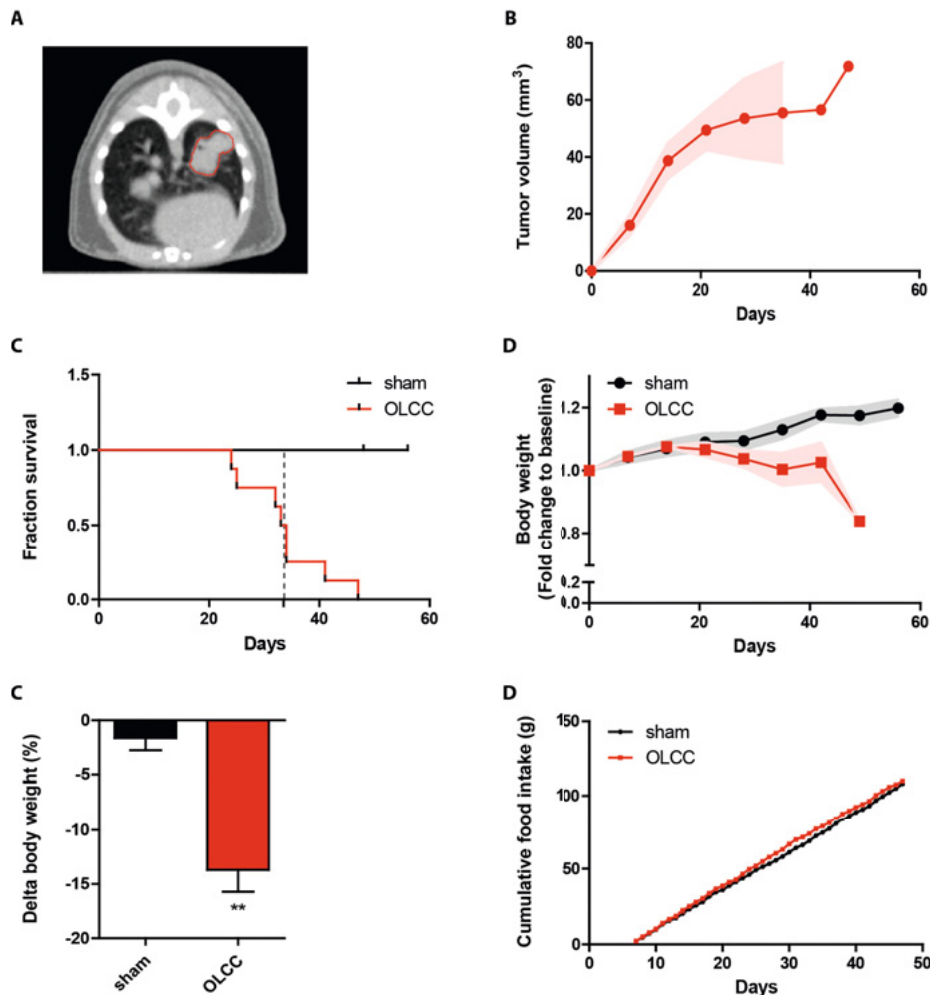 A
B
80
60
40
20
0
Tumor volume (mm³)
0 20 40 60
Days
C
1.5
1.0
0.5
0.0
Fraction survival
sham
OLCC
0 20 40 60
Days
D
sham
OLCC
1.2
1.0
0.8
0.2
0.0
Body weight
(Fold change to baseline)
0 20 40 60
Days
C
0
-5
-10
-15
-20
Delta body weight (%)
**
sham
OLCC
D
150
100
50
0
Cumulative food intake (g)
sham
OLCC
0 10 20 30 40 50
Days